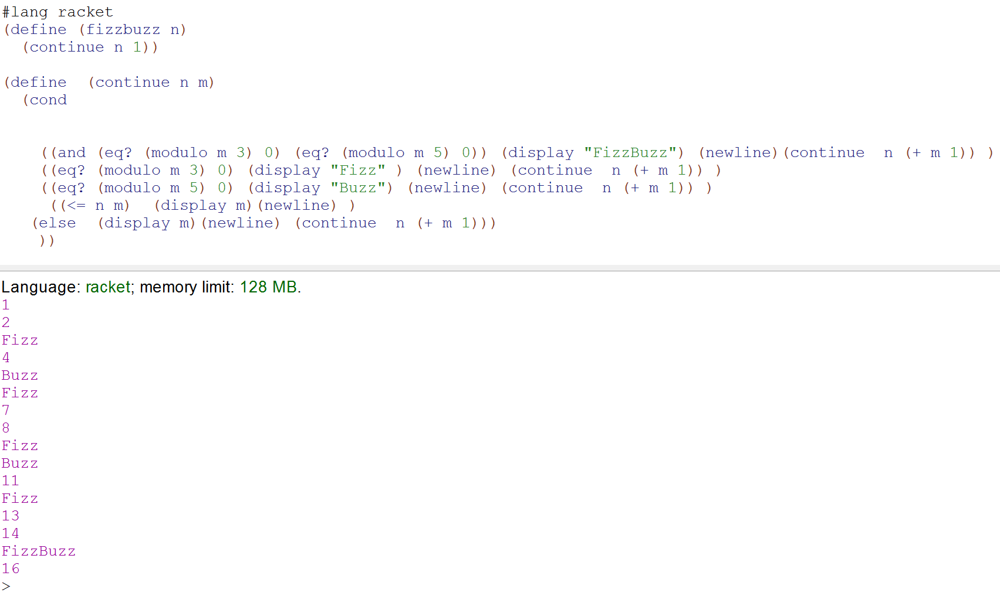 #lang racket
(define (fizzbuzz n)
  (continue n 1))
(define  (continue n m)
  (cond
    ((and (eq? (modulo m 3) 0) (eq? (modulo m 5) 0)) (display "FizzBuzz") (newline)(continue  n (+ m 1)) )
    ((eq? (modulo m 3) 0) (display "Fizz" ) (newline) (continue  n (+ m 1)) )
    ((eq? (modulo m 5) 0) (display "Buzz") (newline) (continue  n (+ m 1)) )
     ((<= n m)  (display m)(newline) )
   (else  (display m)(newline) (continue  n (+ m 1)))
    ))
Language: racket; memory limit: 128 MB.
1
2
Fizz
4
Buzz
Fizz
7
8
Fizz
Buzz
11
Fizz
13
14
FizzBuzz
16
>